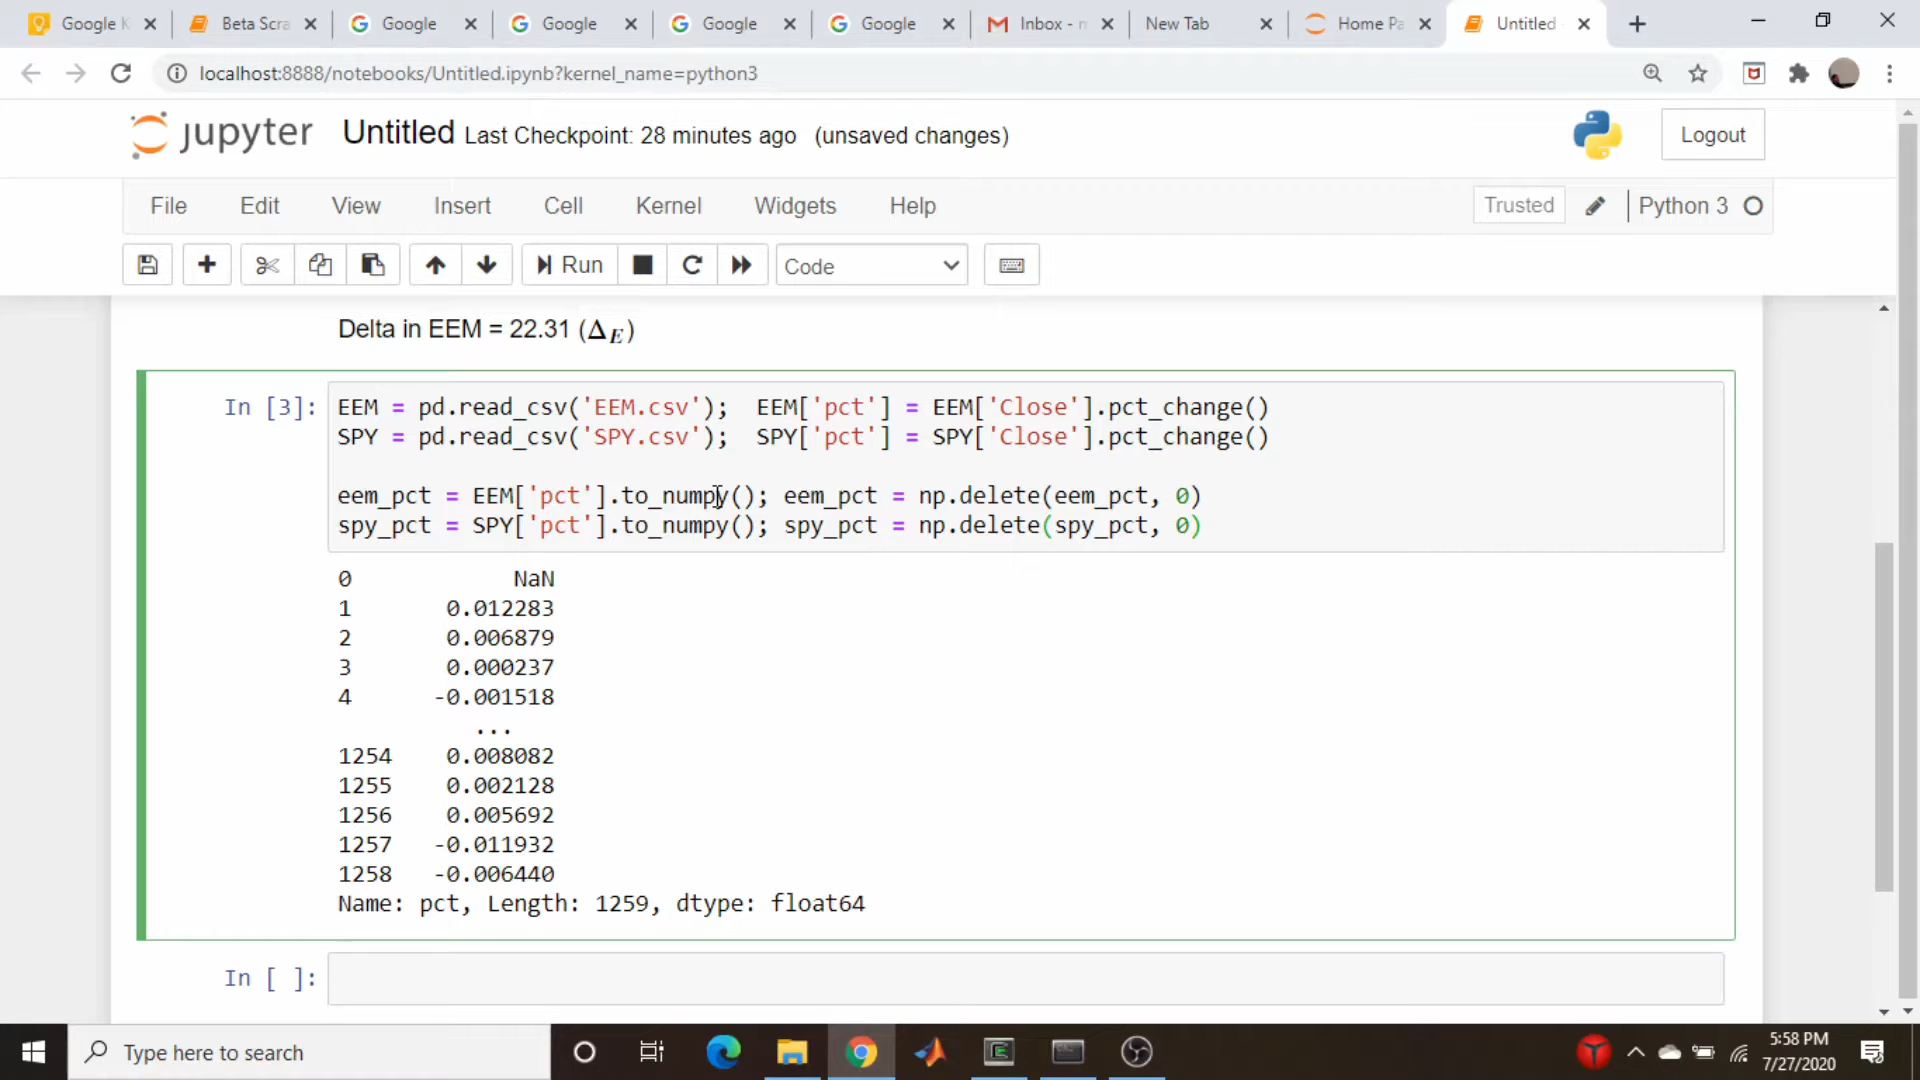 Google K
Beta Scra
Google
Google
Google
Google
Inbox - n
New Tab
Home Pa
Untitled
localhost:8888/notebooks/Untitled.ipynb?kernel_name=python3
jupyter Untitled Last Checkpoint: 28 minutes ago (unsaved changes)
Logout
File Edit View Insert Cell Kernel Widgets Help
Trusted
Python 3
Run
Code
Delta in EEM = 22.31 (Δ_E)
In [3]: EEM = pd.read_csv('EEM.csv');  EEM['pct'] = EEM['Close'].pct_change()
SPY = pd.read_csv('SPY.csv');  SPY['pct'] = SPY['Close'].pct_change()
eem_pct = EEM['pct'].to_numpy(); eem_pct = np.delete(eem_pct, 0)
spy_pct = SPY['pct'].to_numpy(); spy_pct = np.delete(spy_pct, 0)
0 NaN
1 0.012283
2 0.006879
3 0.000237
4 -0.001518
...
1254 0.008082
1255 0.002128
1256 0.005692
1257 -0.011932
1258 -0.006440
Name: pct, Length: 1259, dtype: float64
In [ ]:
Type here to search
5:58 PM
7/27/2020